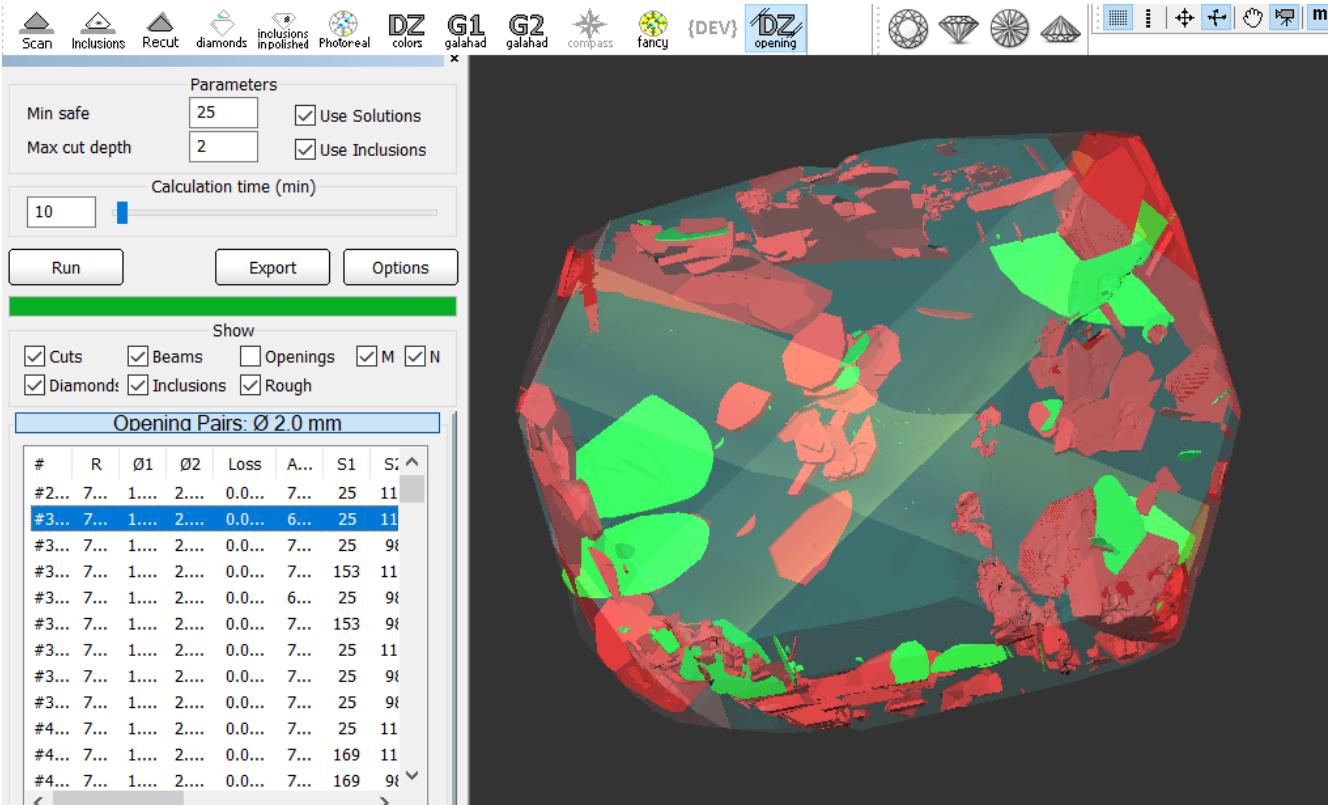 Scan Inclusions Recut diamonds inclusions inpolished Photoreal DZ colors G1 galahad G2 galahad compass fancy {DEV} DZ opening m
Parameters
Min safe 25 Use Solutions
Max cut depth 2 Use Inclusions
Calculation time (min)
10
Run Export Options
Show
Cuts Beams Openings M N
Diamonds Inclusions Rough
Opening Pairs: Ø 2.0 mm
# R Ø1 Ø2 Loss A... S1 S2
#2... 7... 1.... 2.... 0.0... 7... 25 11
#3... 7... 1.... 2.... 0.0... 6... 25 11
#3... 7... 1.... 2.... 0.0... 7... 25 98
#3... 7... 1.... 2.... 0.0... 7... 153 11
#3... 7... 1.... 2.... 0.0... 6... 25 98
#3... 7... 1.... 2.... 0.0... 7... 153 98
#3... 7... 1.... 2.... 0.0... 7... 25 11
#3... 7... 1.... 2.... 0.0... 7... 25 98
#3... 7... 1.... 2.... 0.0... 7... 25 98
#4... 7... 1.... 2.... 0.0... 7... 25 11
#4... 7... 1.... 2.... 0.0... 7... 169 11
#4... 7... 1.... 2.... 0.0... 7... 169 98